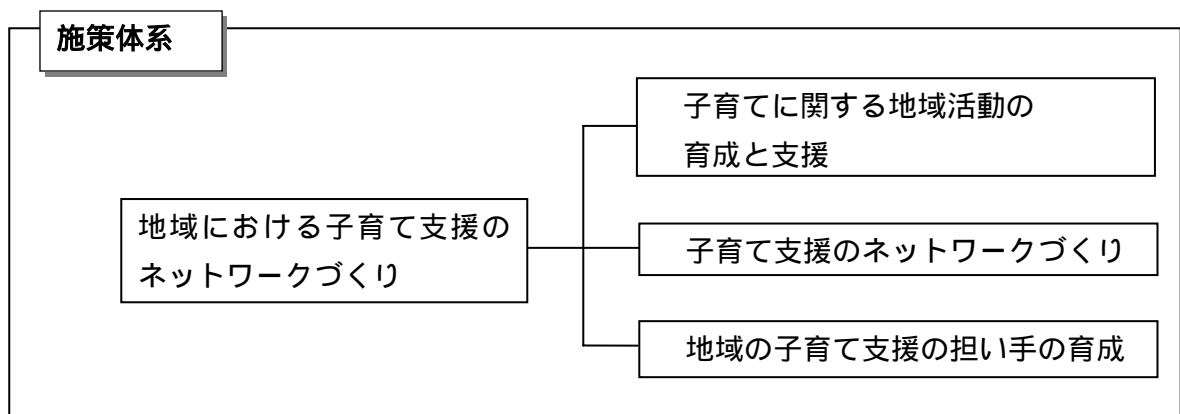 施策体系
子育てに関する地域活動の
育成と支援
地域における子育て支援の
ネットワークづくり
子育て支援のネットワークづくり
地域の子育て支援の担い手の育成